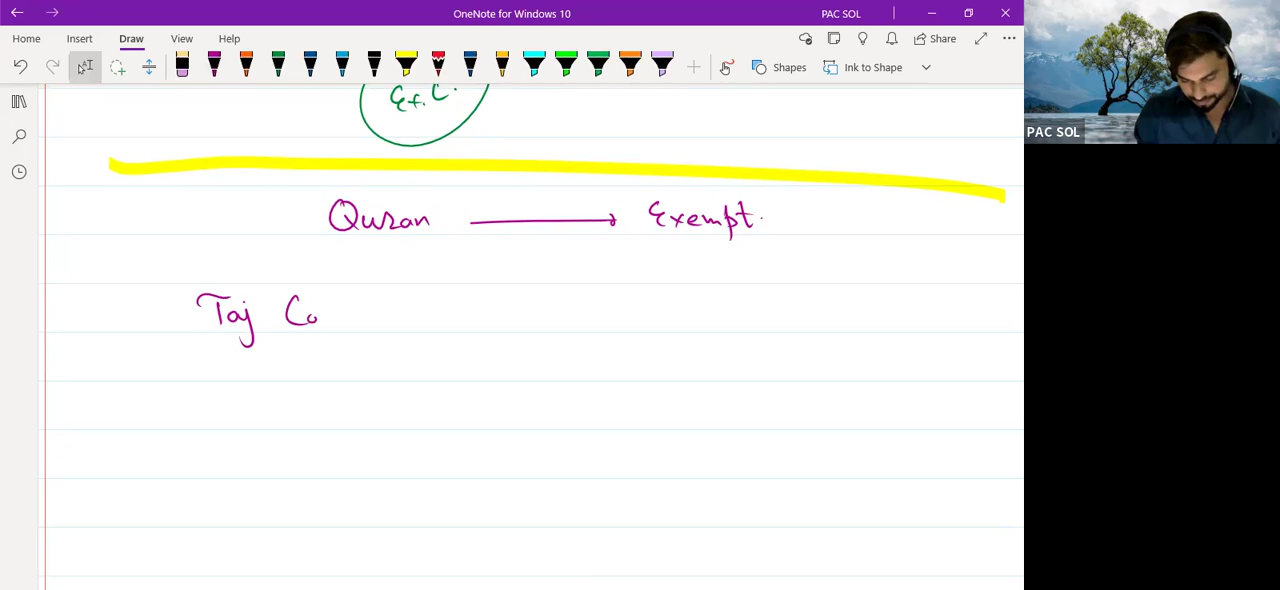 OneNote for Windows 10
PAC SOL
Home Insert Draw View Help
Share
Shapes Ink to Shape
PAC SOL
Ex. C.
Quran → Exempt.
Taj Co